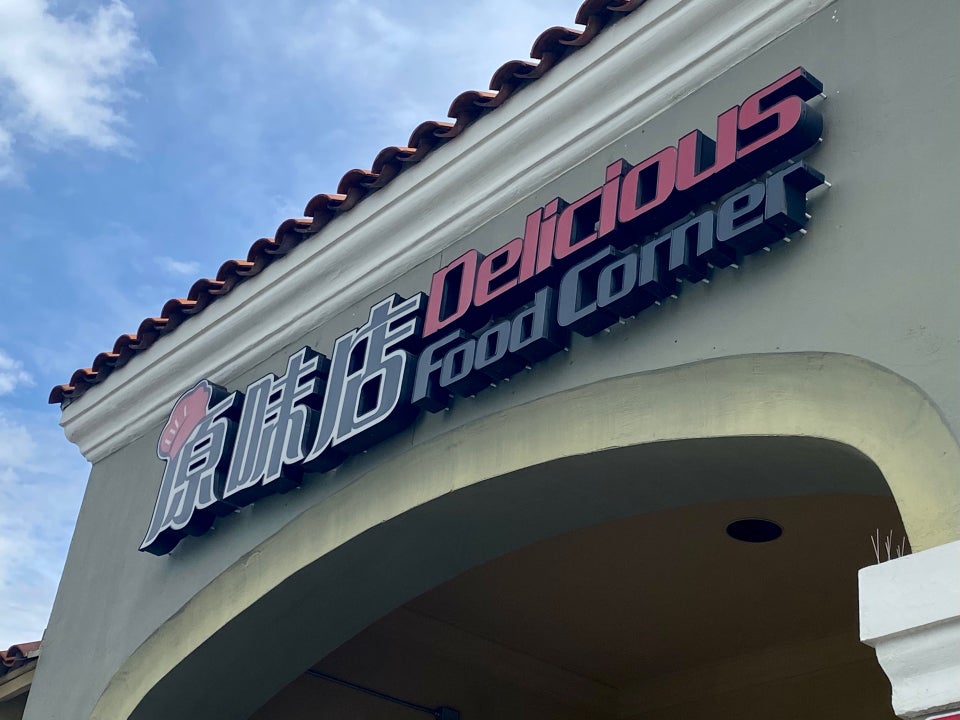 原味店
Delicious
Food Corner